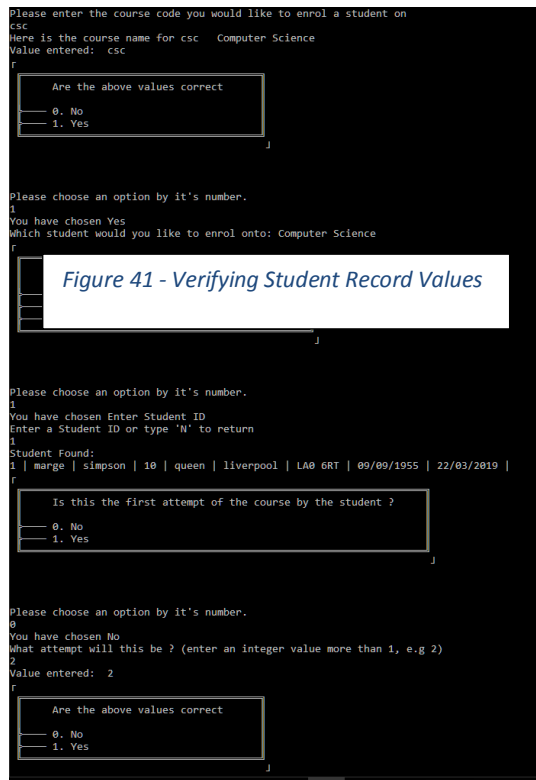 Please enter the course code you would like to enrol a student on
csc
Here is the course name for csc   Computer Science
Value entered:  csc
Are the above values correct
0. No
1. Yes
Please choose an option by it's number.
1
You have chosen Yes
Which student would you like to enrol onto: Computer Science
Figure 41 - Verifying Student Record Values
Please choose an option by it's number.
1
You have chosen Enter Student ID
Enter a Student ID or type 'N' to return
1
Student Found:
1 | marge | simpson | 10 | queen | liverpool | LA0 6RT | 09/09/1955 | 22/03/2019 |
Is this the first attempt of the course by the student ?
0. No
1. Yes
Please choose an option by it's number.
0
You have chosen No
What attempt will this be ? (enter an integer value more than 1, e.g 2)
2
Value entered:  2
Are the above values correct
0. No
1. Yes